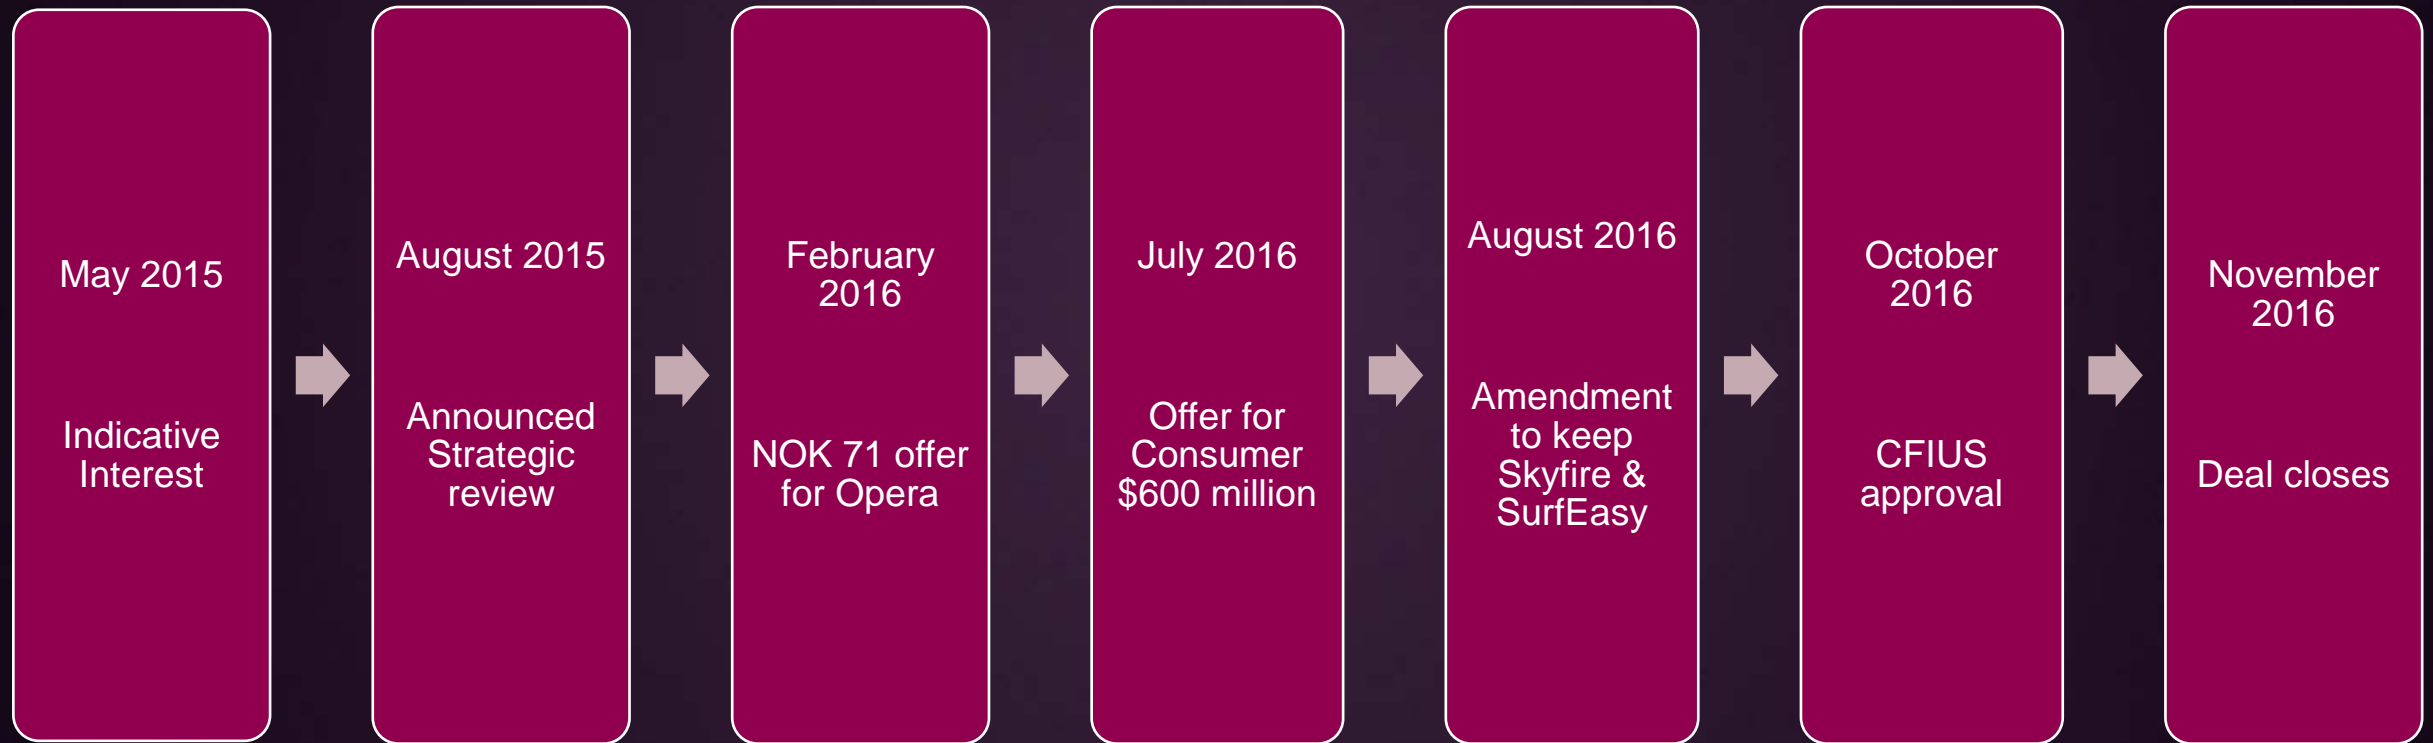 May 2015
Indicative
Interest
August 2015
Announced
Strategic
review
February
2016
NOK 71 offer
for Opera
July 2016
Offer for
Consumer
$600 million
August 2016
Amendment
to keep
Skyfire &
SurfEasy
October
2016
CFIUS
approval
November
2016
Deal closes